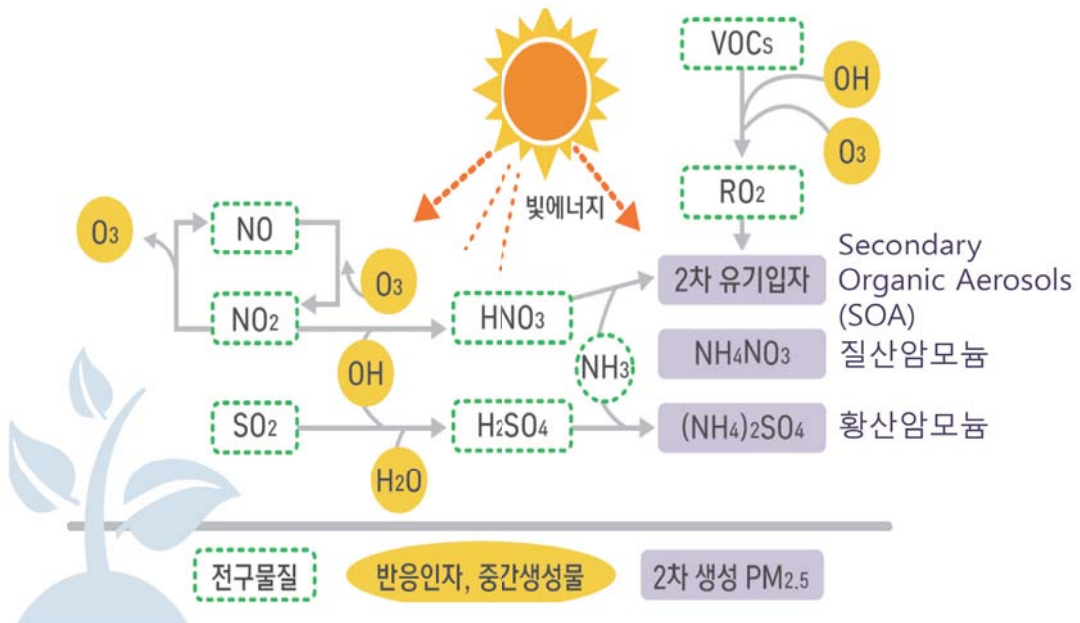 VOCs
OH
O3
RO2
빛에너지
O3
NO
O3
NO2
HNO3
2차 유기입자
Secondary
Organic Aerosols
(SOA)
OH
NH3
NH4NO3
질산암모늄
SO2
H2SO4
(NH4)2SO4
황산암모늄
H2O
전구물질
반응인자, 중간생성물
2차 생성 PM2.5